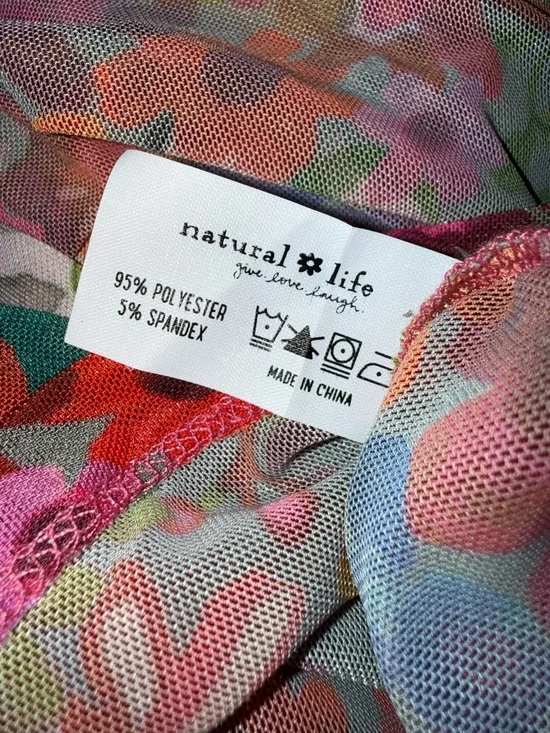 natural life
give. love. laugh.
95% POLYESTER
5% SPANDEX
MADE IN CHINA